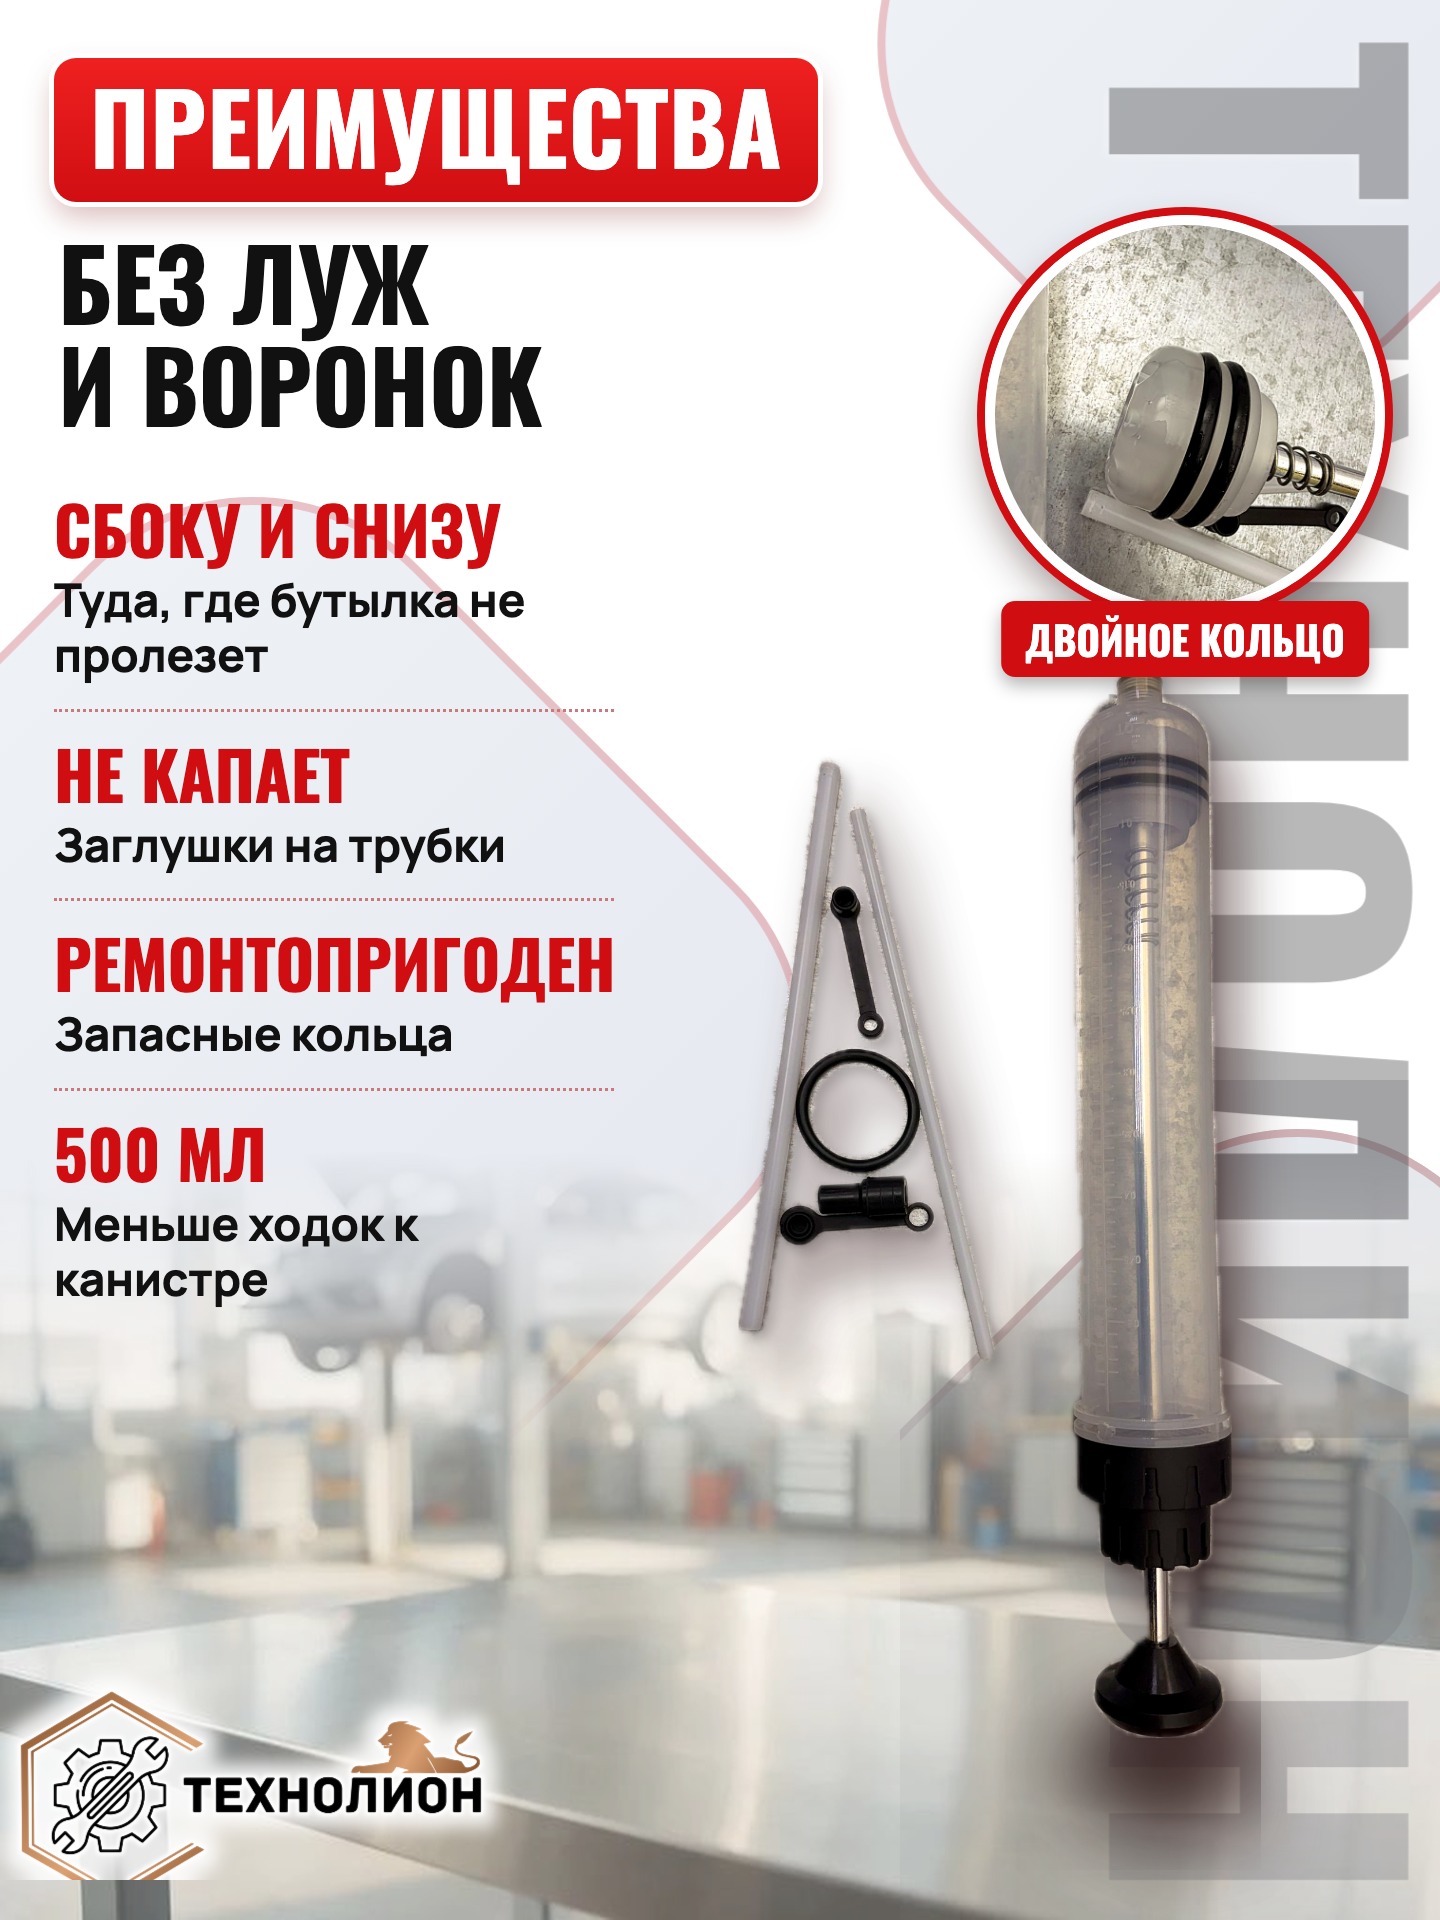 ПРЕИМУЩЕСТВА
БЕЗ ЛУЖ
И ВОРОНОК
СБОКУ И СНИЗУ
Туда, где бутылка не
пролезет
НЕ КАПАЕТ
Заглушки на трубки
РЕМОНТОПРИГОДЕН
Запасные кольца
500 МЛ
Меньше ходок к
канистре
ДВОЙНОЕ КОЛЬЦО
ТЕХНОЛИОН